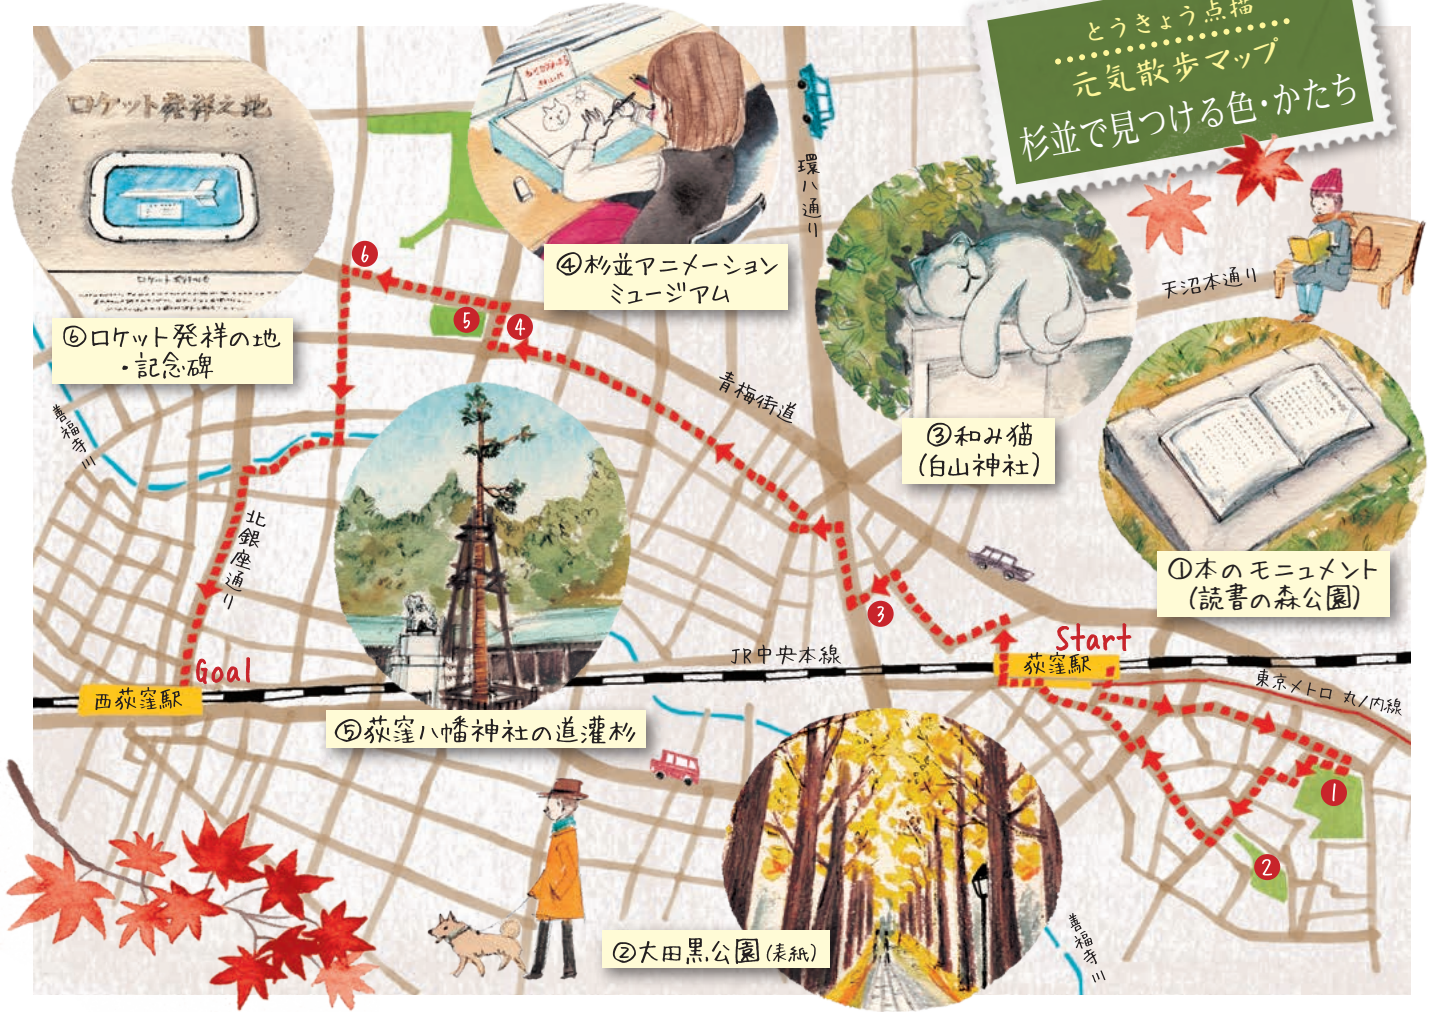 とうきょう点描
元気散歩マップ
杉並で見つける色・かたち
ロケット発祥之地
⑥ロケット発祥の地
・記念碑
④杉並アニメーション
ミュージアム
環八通り
天沼本通り
③和み猫
(白山神社)
①本のモニュメント
(読書の森公園)
青梅街道
善福寺川
北銀座通り
6
5
4
3
Start
荻窪駅
JR中央本線
東京メトロ 丸ノ内線
Goal
西荻窪駅
⑤荻窪八幡神社の道灌杉
1
2
②大田黒公園(表紙)
善福寺川